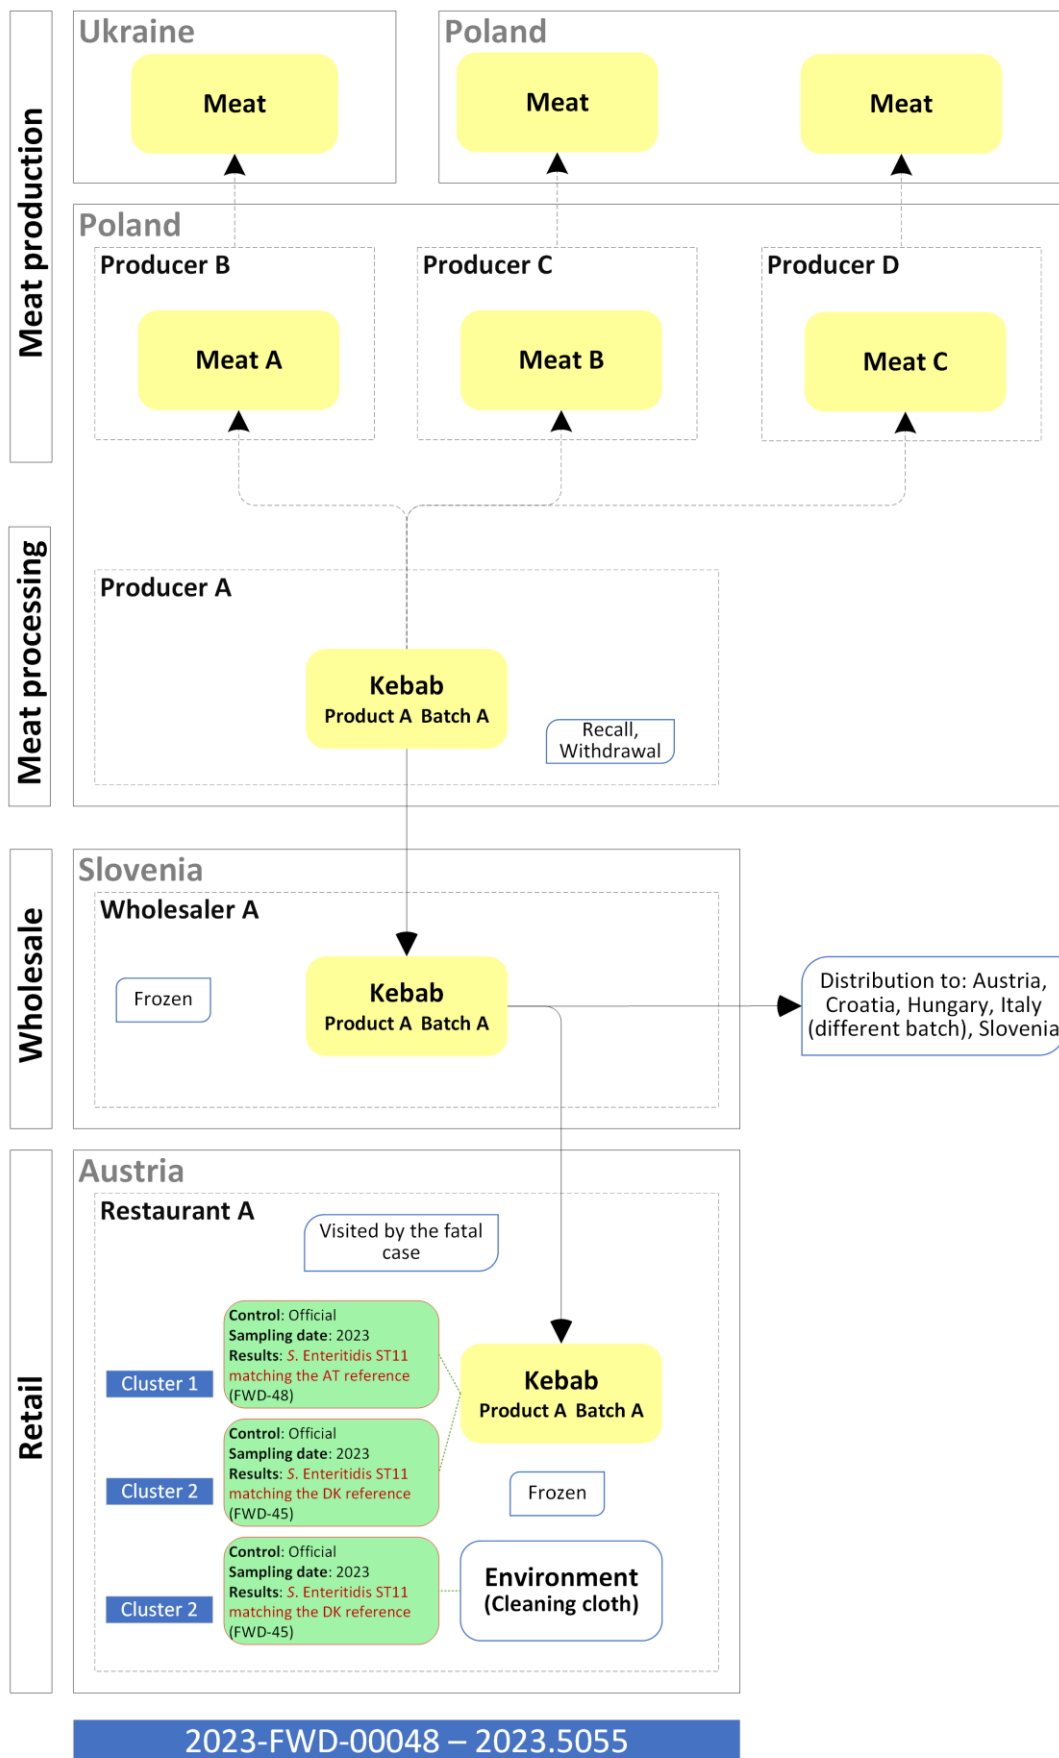 Meat production
Ukraine
Meat
Poland
Meat
Meat
Poland
Producer B
Meat A
Producer C
Meat B
Producer D
Meat C
Meat processing
Producer A
Kebab
Product A Batch A
Recall,
Withdrawal
Wholesale
Slovenia
Wholesaler A
Frozen
Kebab
Product A Batch A
Distribution to: Austria,
Croatia, Hungary, Italy
(different batch), Slovenia
Retail
Austria
Restaurant A
Visited by the fatal
case
Cluster 1
Control: Official
Sampling date: 2023
Results: S. Enteritidis ST11
matching the AT reference
(FWD-48)
Kebab
Product A Batch A
Cluster 2
Control: Official
Sampling date: 2023
Results: S. Enteritidis ST11
matching the DK reference
(FWD-45)
Frozen
Cluster 2
Control: Official
Sampling date: 2023
Results: S. Enteritidis ST11
matching the DK reference
(FWD-45)
Environment
(Cleaning cloth)
2023-FWD-00048 – 2023.5055